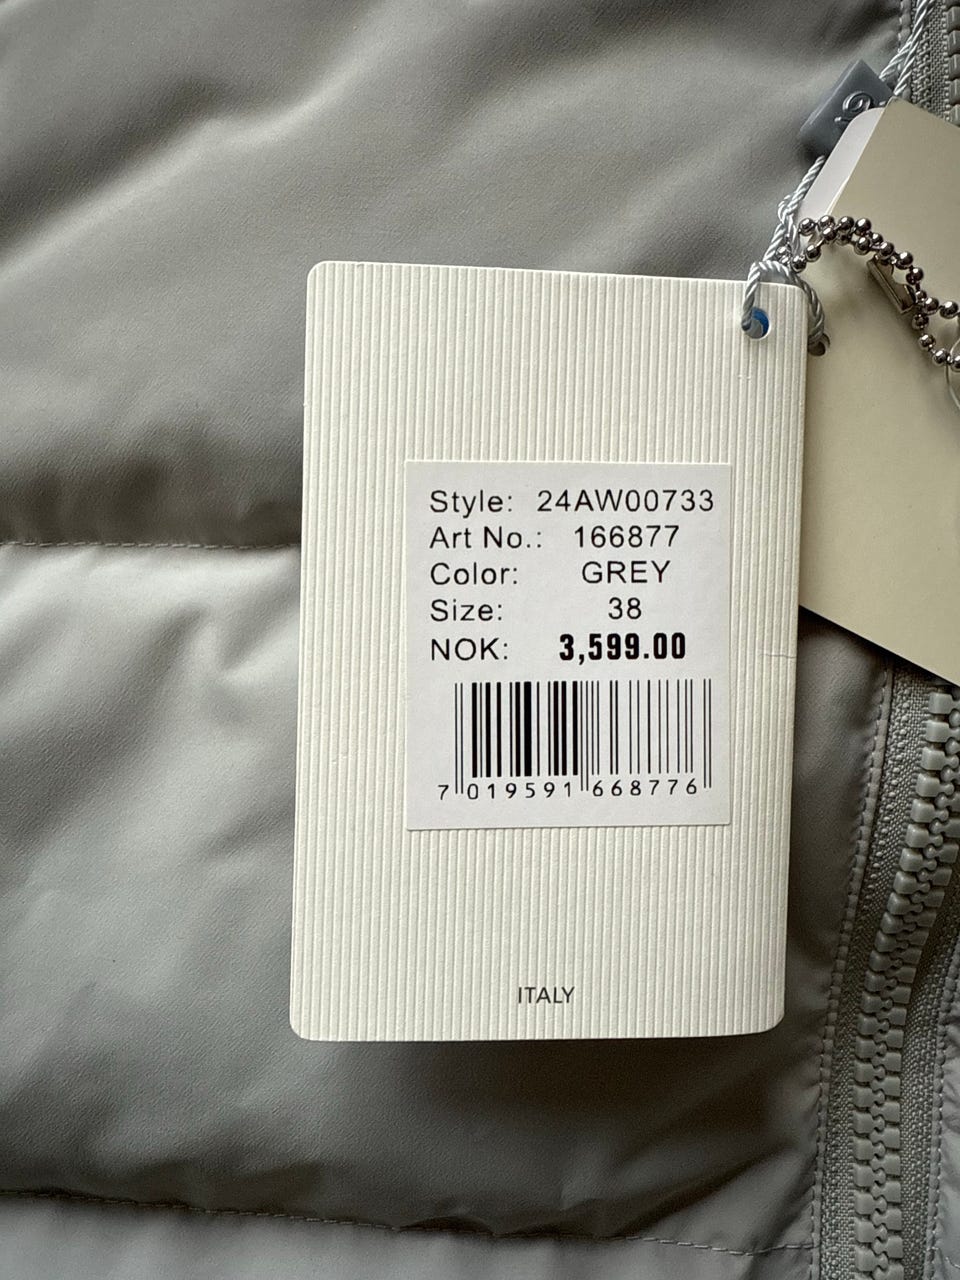 Style: 24AW00733
Art No.: 166877
Color: GREY
Size: 38
NOK: 3,599.00
7 019591 668776
ITALY